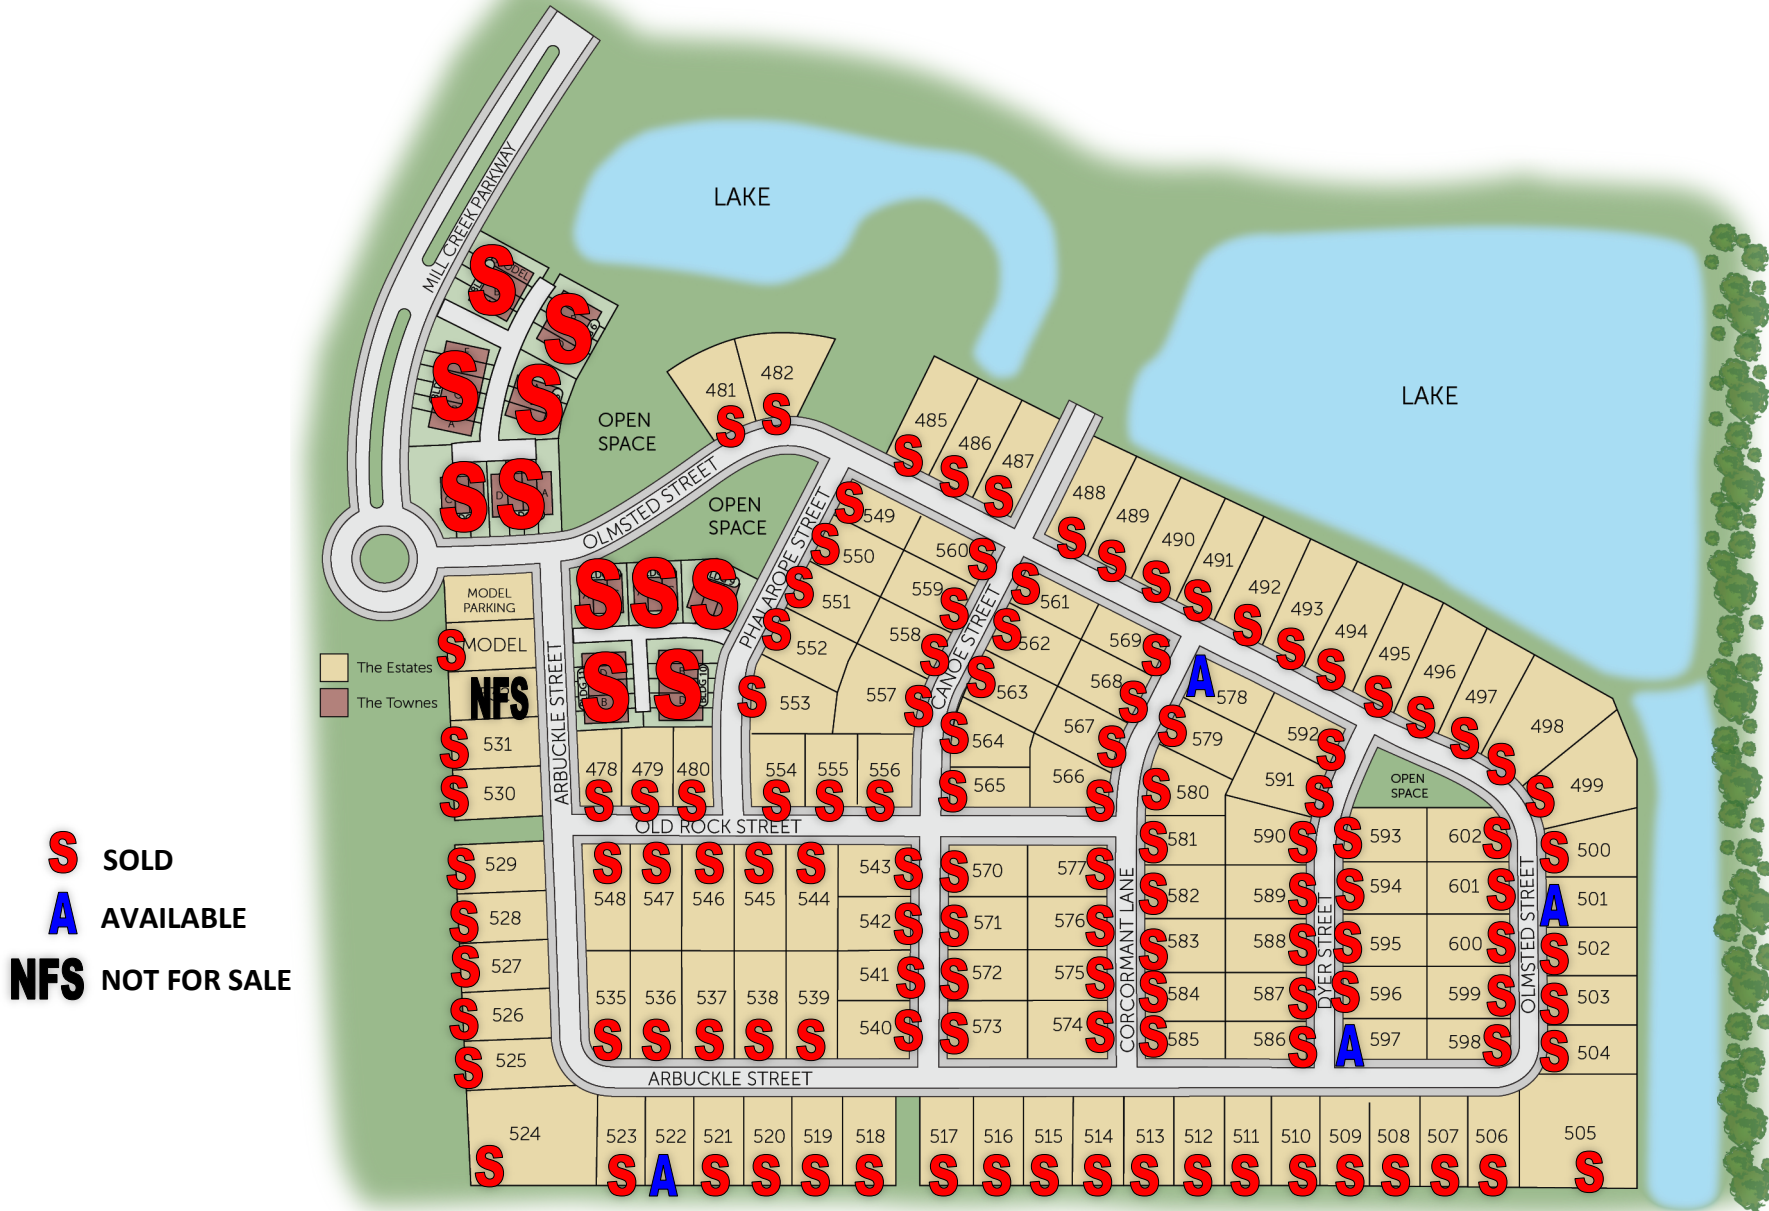 MILL CREEK PARKWAY
LAKE
LAKE
MODEL
S
S
S
S
S
S
OPEN
SPACE
481
S
482
S
OLMSTED STREET
OPEN
SPACE
485
S
486
S
487
S
488
S
489
S
490
S
491
S
492
S
493
S
494
S
495
S
496
S
497
S
498
S
499
S
MODEL
PARKING
MODEL
S
NFS
531
S
530
S
529
S
528
S
527
S
526
S
525
S
524
S
The Estates
The Townes
ARBUCKLE STREET
S
S
S
S
S
BLDG 10
PHALAROPE STREET
549
S
550
S
551
S
552
S
553
S
560
S
559
S
558
S
557
S
CANOE STREET
561
S
562
S
563
S
564
S
565
S
569
S
568
S
567
S
566
S
A
578
579
S
580
S
581
S
582
S
583
S
584
S
585
S
592
S
591
S
590
S
589
S
588
S
587
S
586
S
OPEN
SPACE
593
S
594
S
595
S
596
S
597
A
602
S
601
S
600
S
599
S
598
S
500
S
501
A
502
S
503
S
504
S
478
S
479
S
480
S
554
S
555
S
556
S
OLD ROCK STREET
548
S
547
S
546
S
545
S
544
S
543
S
542
S
541
S
540
S
535
S
536
S
537
S
538
S
539
S
570
S
571
S
572
S
573
S
577
S
576
S
575
S
574
S
CORCORMANT LANE
DYER STREET
OLMSTED STREET
ARBUCKLE STREET
523
S
522
A
521
S
520
S
519
S
518
S
517
S
516
S
515
S
514
S
513
S
512
S
511
S
510
S
509
S
508
S
507
S
506
S
505
S
S SOLD
A AVAILABLE
NFS NOT FOR SALE